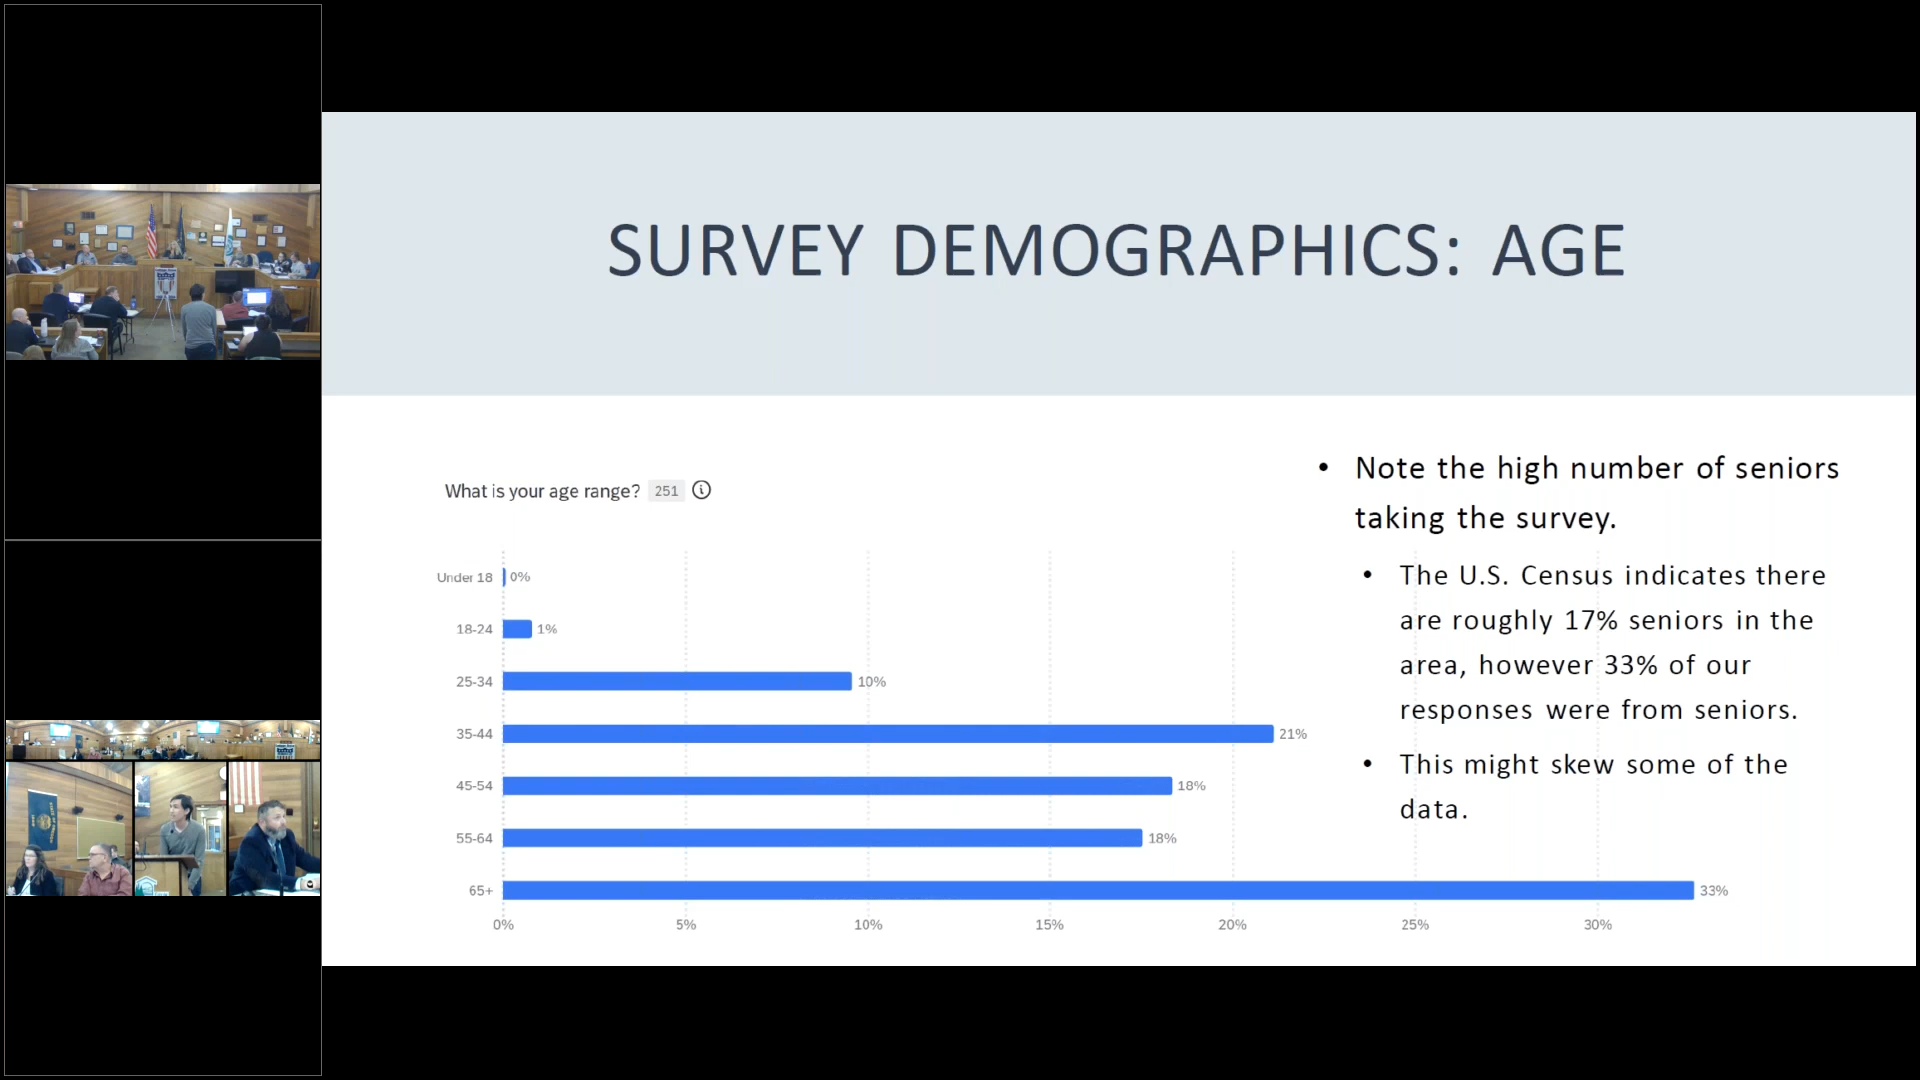 SURVEY DEMOGRAPHICS: AGE
What is your age range? 251
Under 18 0%
18-24 1%
25-34 10%
35-44 21%
45-54 18%
55-64 18%
65+ 33%
0% 5% 10% 15% 20% 25% 30%
• Note the high number of seniors
taking the survey.
• The U.S. Census indicates there
are roughly 17% seniors in the
area, however 33% of our
responses were from seniors.
• This might skew some of the
data.